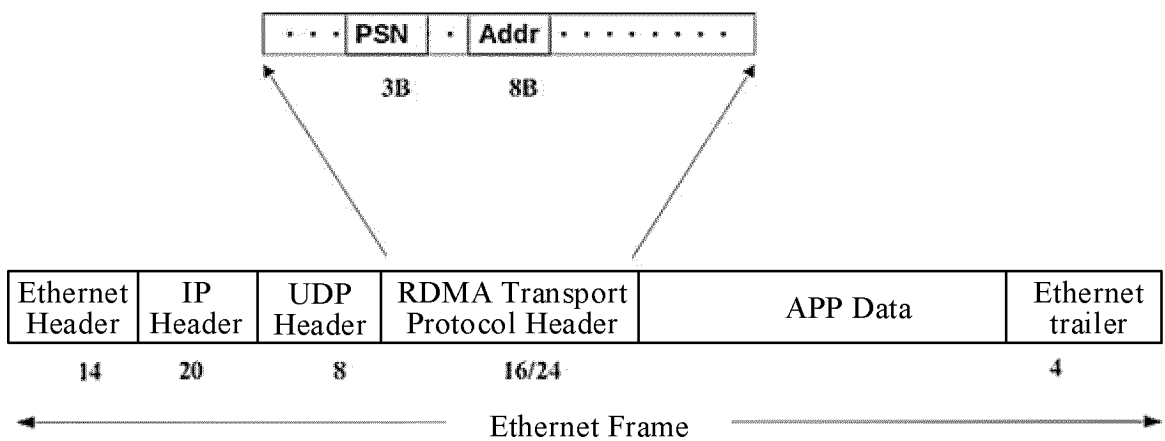 · · · PSN · Addr · · · · · · · ·
3B 8B
Ethernet Header IP Header UDP Header RDMA Transport Protocol Header APP Data Ethernet trailer
14 20 8 16/24 4
Ethernet Frame